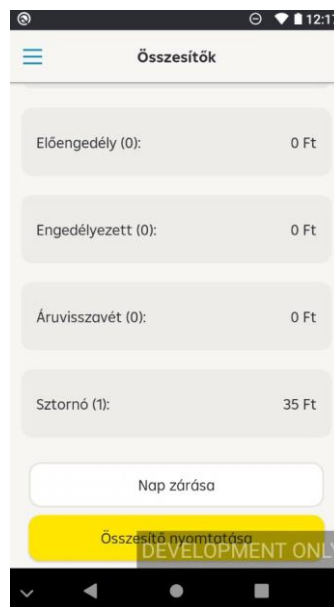 12:17
Összesítők
Előengedély (0): 0 Ft
Engedélyezett (0): 0 Ft
Áruvisszavét (0): 0 Ft
Sztornó (1): 35 Ft
Nap zárása
Összesítő nyomtatása
DEVELOPMENT ONLY